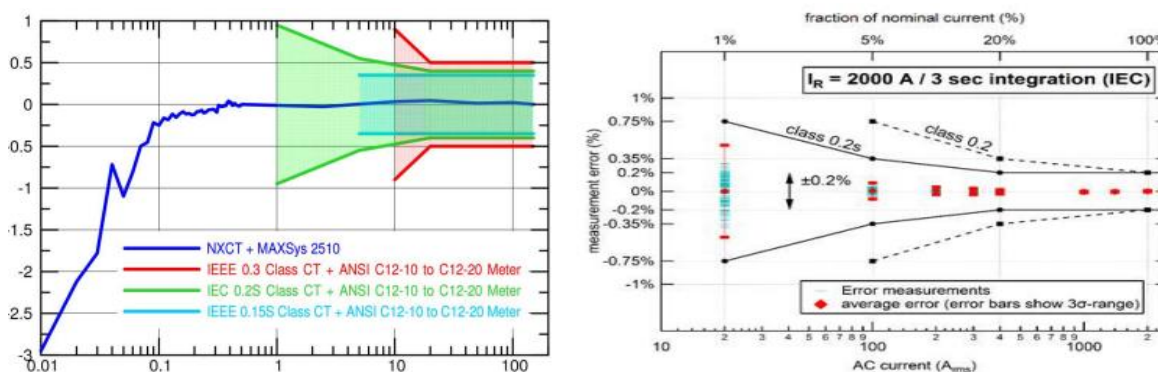 1
0.5
0
-0.5
-1
-1.5
-2
-2.5
-3
NXCT + MAXSys 2510
IEEE 0.3 Class CT + ANSI C12-10 to C12-20 Meter
IEC 0.2S Class CT + ANSI C12-10 to C12-20 Meter
IEEE 0.15S Class CT + ANSI C12-10 to C12-20 Meter
0.01 0.1 1 10 100
fraction of nominal current (%)
1% 5% 20% 100%
I_R = 2000 A / 3 sec integration (IEC)
1%
0.75%
0.35%
0.2%
0%
-0.2%
-0.35%
-0.75%
-1%
measurement error (%)
class 0.2s
class 0.2
±0.2%
Error measurements
average error (error bars show 3σ-range)
2 3 4 5 6 7 8 9 2 3 4 5 6 7 8 9 2
10 100 1000
AC current (A_rms)